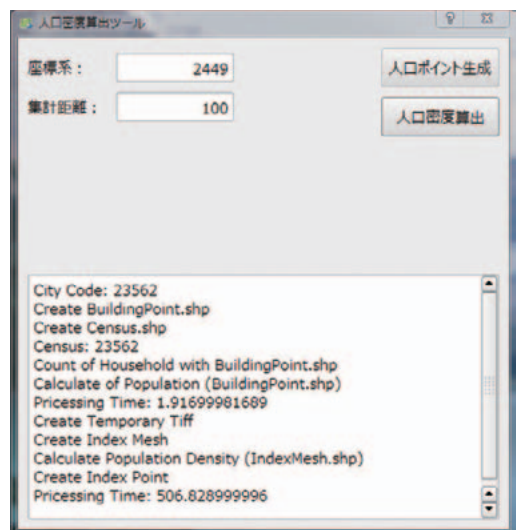 人口密度算出ツール
座標系： 2449 人口ポイント生成
集計距離： 100 人口密度算出
City Code: 23562
Create BuildingPoint.shp
Create Census.shp
Census: 23562
Count of Household with BuildingPoint.shp
Calculate of Population (BuildingPoint.shp)
Pricessing Time: 1.91699981689
Create Temporary Tiff
Create Index Mesh
Calculate Population Density (IndexMesh.shp)
Create Index Point
Pricessing Time: 506.828999996